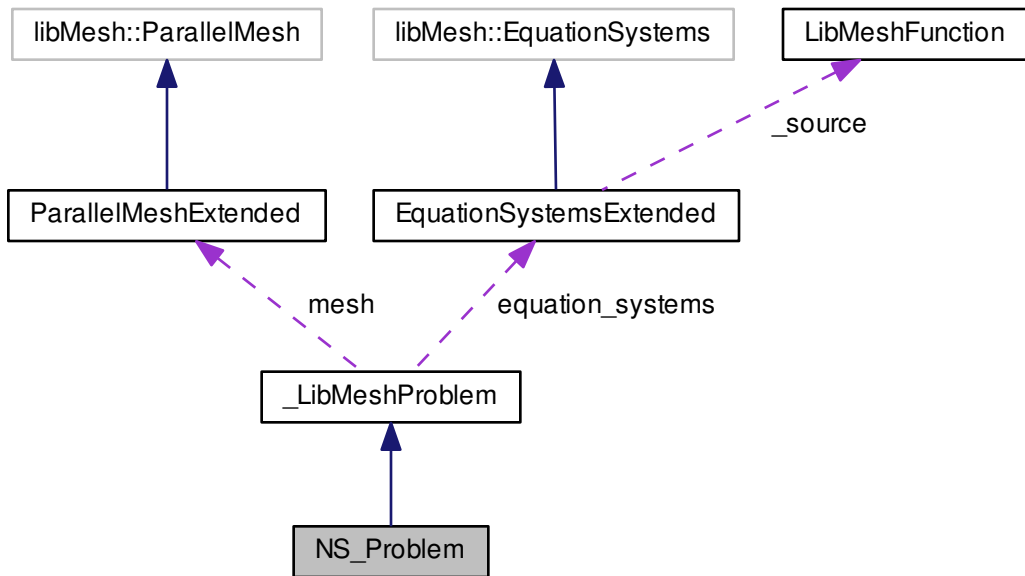 libMesh::ParallelMesh
libMesh::EquationSystems
LibMeshFunction
_source
ParallelMeshExtended
EquationSystemsExtended
mesh
equation_systems
_LibMeshProblem
NS_Problem